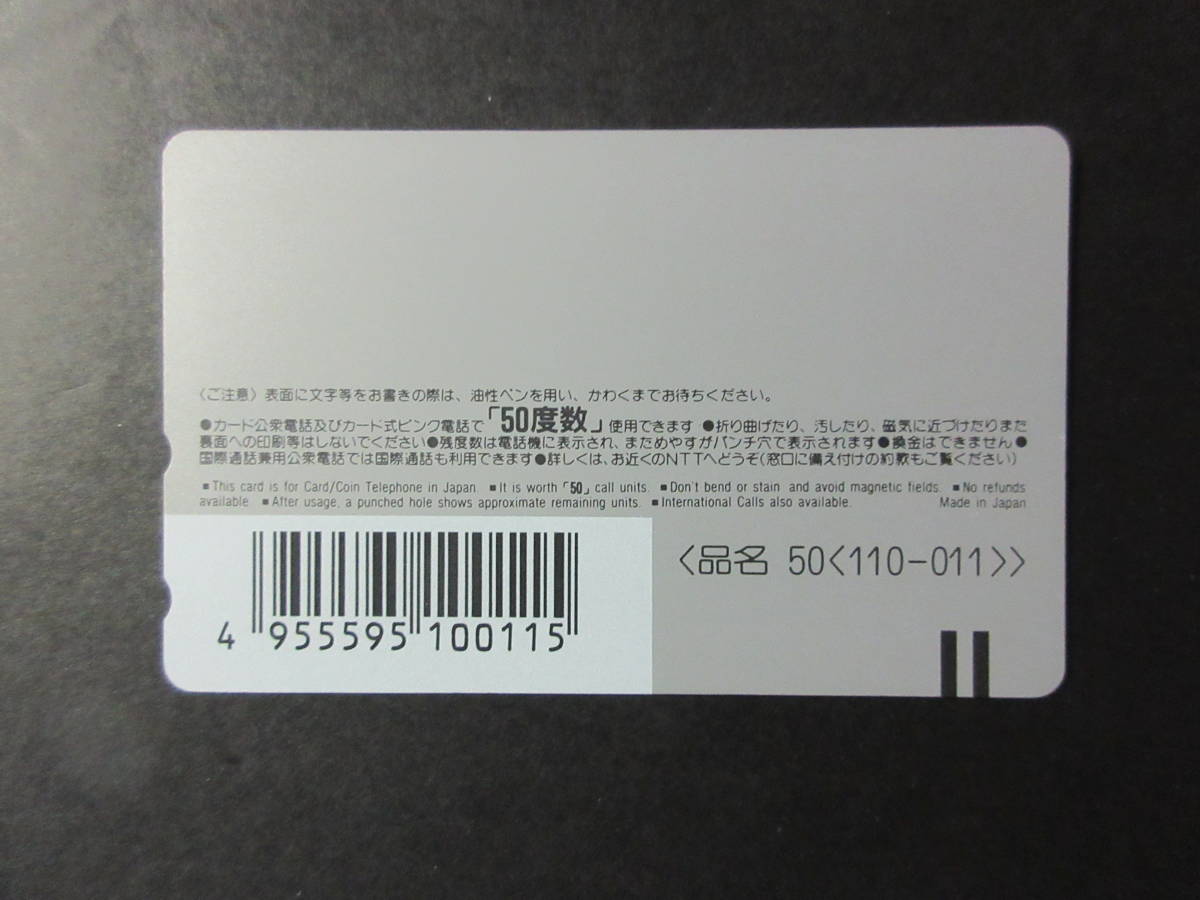 〈ご注意〉表面に文字等をお書きの際は、油性ペンを用い、かわくまでお待ちください。
●カード公衆電話及びカード式ピンク電話で「50度数」使用できます ●折り曲げたり、汚したり、磁気に近づけたりまた
裏面への印刷等はしないでください●残度数は電話機に表示され、まためやすがパンチ穴で表示されます●換金はできません●
国際通話兼用公衆電話では国際通話も利用できます●詳しくは、お近くのNTTへどうぞ(窓口に備え付けの約款もご覧ください)
■This card is for Card/Coin Telephone in Japan. ■It is worth「50」call units. ■Don't bend or stain and avoid magnetic fields. ■No refunds
available. ■After usage, a punched hole shows approximate remaining units. ■International Calls also available. Made in Japan
〈品名 50〈110-011〉〉
4 955595 100115